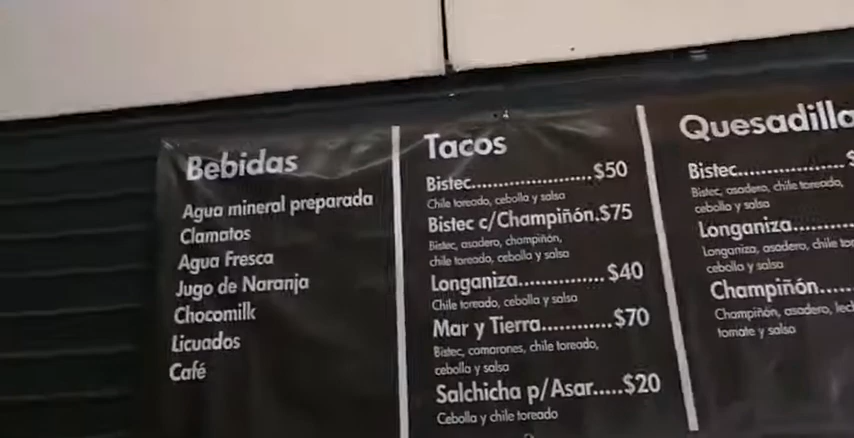 Bebidas
Agua mineral preparada
Clamatos
Agua Fresca
Jugo de Naranja
Chocomilk
Licuados
Café
Tacos
Bistec......................$50
Chile toreado, cebolla y salsa
Bistec c/Champiñón.$75
Bistec, asadero, champiñón,
chile toreado, cebolla y salsa
Longaniza...............$40
Chile toreado, cebolla y salsa
Mar y Tierra............$70
Bistec, camarones, chile toreado,
cebolla y salsa
Salchicha p/Asar.....$20
Cebolla y chile toreado
Quesadilla
Bistec...................$
Bistec, asadero, chile toreado,
cebolla y salsa
Longaniza..........
Longaniza, asadero, chile
cebolla y salsa
Champiñón.....
Champiñón, asadero,
tomate y salsa